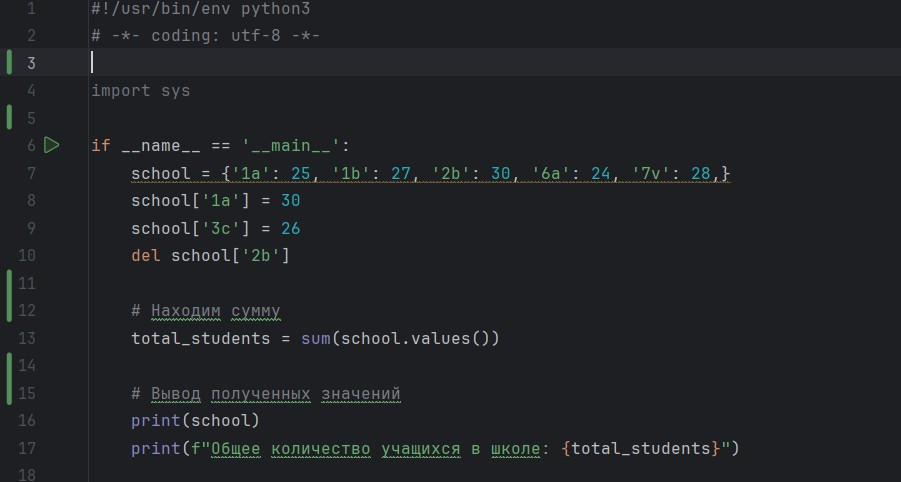 1 #!/usr/bin/env python3
2 # -*- coding: utf-8 -*-
3
4 import sys
5
6 if __name__ == '__main__':
7 school = {'1a': 25, '1b': 27, '2b': 30, '6a': 24, '7v': 28,}
8 school['1a'] = 30
9 school['3c'] = 26
10 del school['2b']
11
12 # Находим сумму
13 total_students = sum(school.values())
14
15 # Вывод полученных значений
16 print(school)
17 print(f"Общее количество учащихся в школе: {total_students}")
18